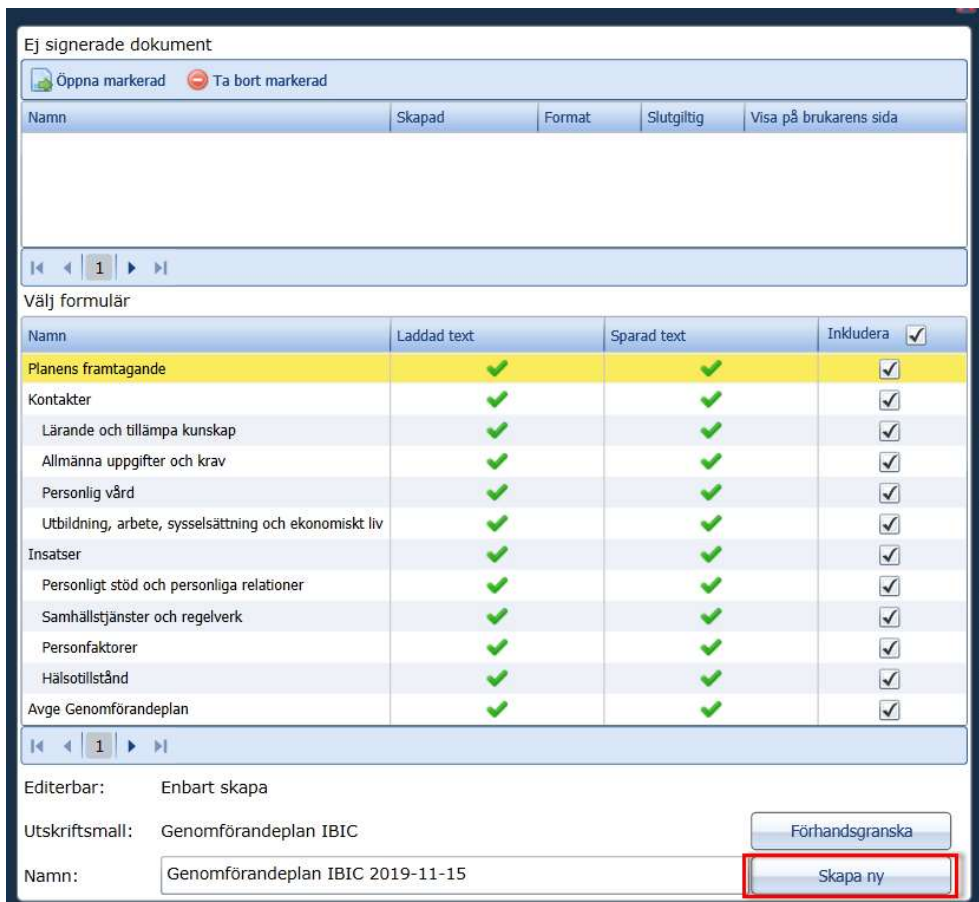 Ej signerade dokument
Öppna markerad Ta bort markerad
Namn Skapad Format Slutgiltig Visa på brukarens sida
1
Välj formulär
Namn Laddad text Sparad text Inkludera
Planens framtagande
Kontakter
Lärande och tillämpa kunskap
Allmänna uppgifter och krav
Personlig vård
Utbildning, arbete, sysselsättning och ekonomiskt liv
Insatser
Personligt stöd och personliga relationer
Samhällstjänster och regelverk
Personfaktorer
Hälsotillstånd
Avge Genomförandeplan
1
Editerbar: Enbart skapa
Utskriftsmall: Genomförandeplan IBIC Förhandsgranska
Namn: Genomförandeplan IBIC 2019-11-15 Skapa ny